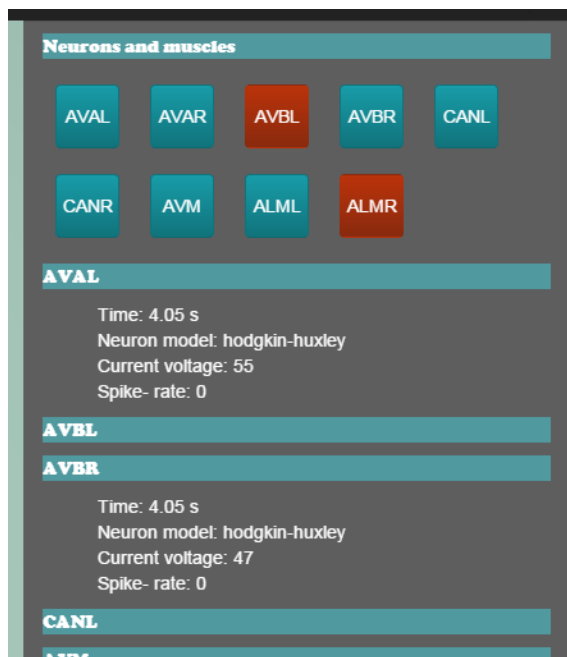 Neurons and muscles
AVAL AVAR AVBL AVBR CANL
CANR AVM ALML ALMR
AVAL
Time: 4.05 s
Neuron model: hodgkin-huxley
Current voltage: 55
Spike- rate: 0
AVBL
AVBR
Time: 4.05 s
Neuron model: hodgkin-huxley
Current voltage: 47
Spike- rate: 0
CANL
AVM